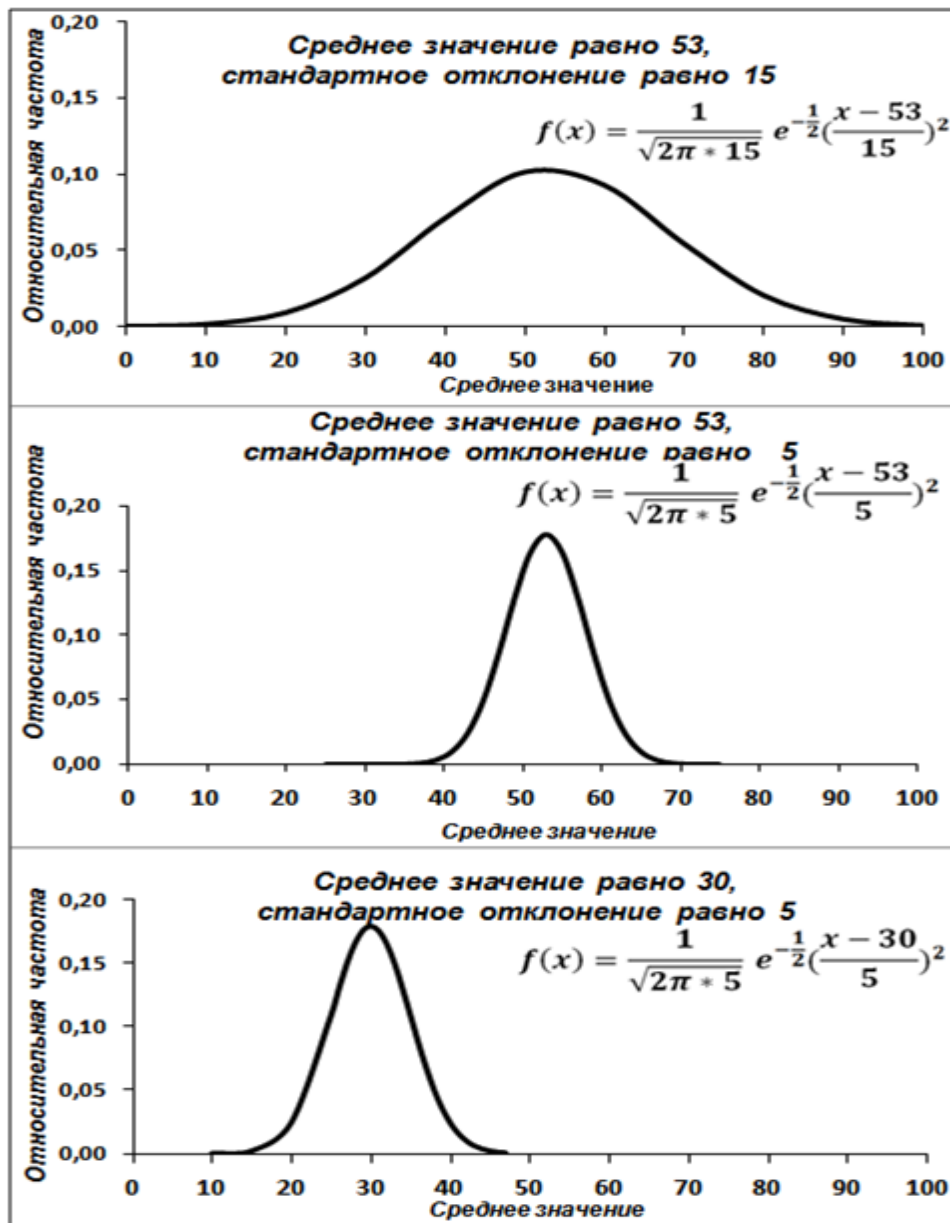 Среднее значение равно 53,
стандартное отклонение равно 15
f(x) = 1/√(2π * 15) e^(-1/2)((x − 53)/15)^2
Относительная частота
0,20
0,15
0,10
0,05
0,00
0 10 20 30 40 50 60 70 80 90 100
Среднее значение
Среднее значение равно 53,
стандартное отклонение равно 5
f(x) = 1/√(2π * 5) e^(-1/2)((x − 53)/5)^2
Относительная частота
0,20
0,15
0,10
0,05
0,00
0 10 20 30 40 50 60 70 80 90 100
Среднее значение
Среднее значение равно 30,
стандартное отклонение равно 5
f(x) = 1/√(2π * 5) e^(-1/2)((x − 30)/5)^2
Относительная частота
0,20
0,15
0,10
0,05
0,00
0 10 20 30 40 50 60 70 80 90 100
Среднее значение